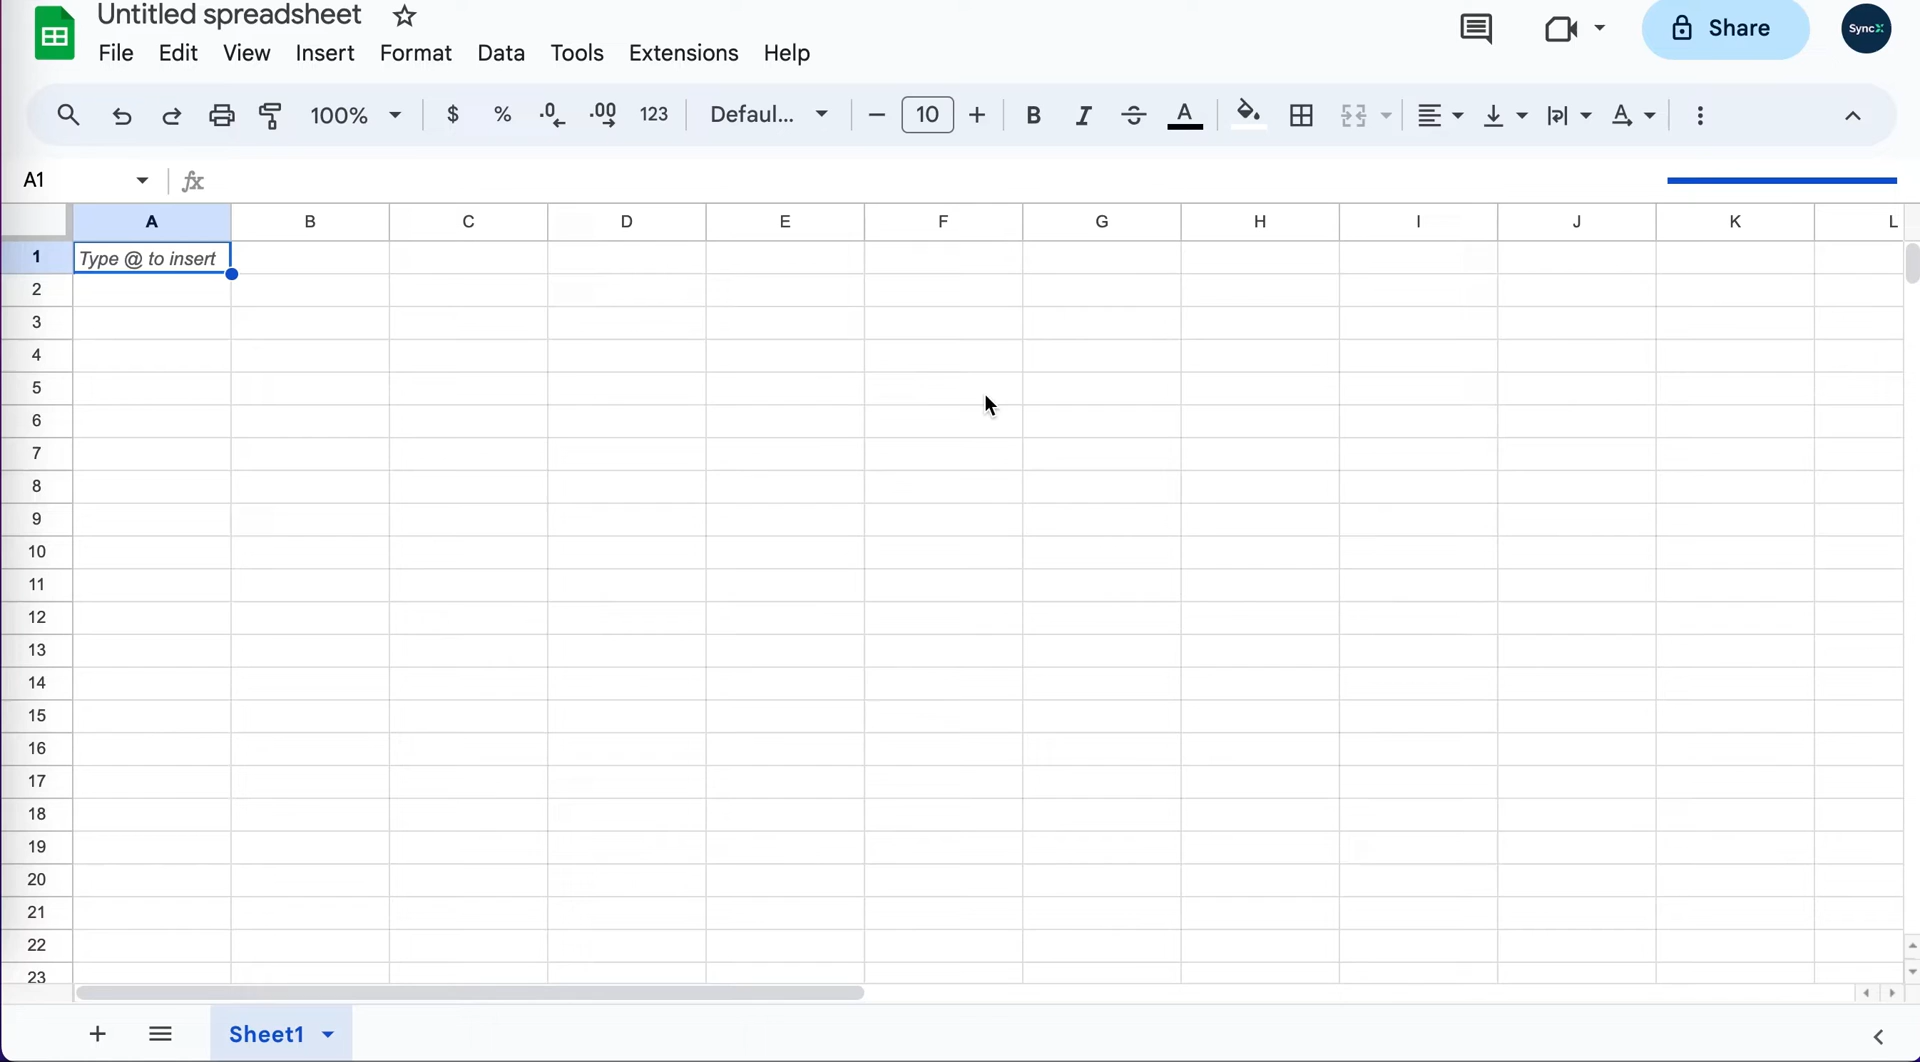 Untitled spreadsheet
File Edit View Insert Format Data Tools Extensions Help
Share
SyncX
100% $ % .0 .00 123 Defaul... 10 B I S A A
A1 fx
A B C D E F G H I J K L
1 Type @ to insert
2
3
4
5
6
7
8
9
10
11
12
13
14
15
16
17
18
19
20
21
22
23
Sheet1